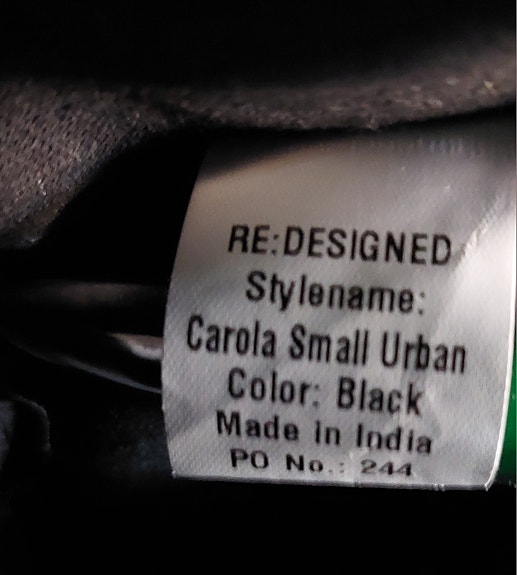 RE:DESIGNED
Stylename:
Carola Small Urban
Color: Black
Made in India
PO No.: 244